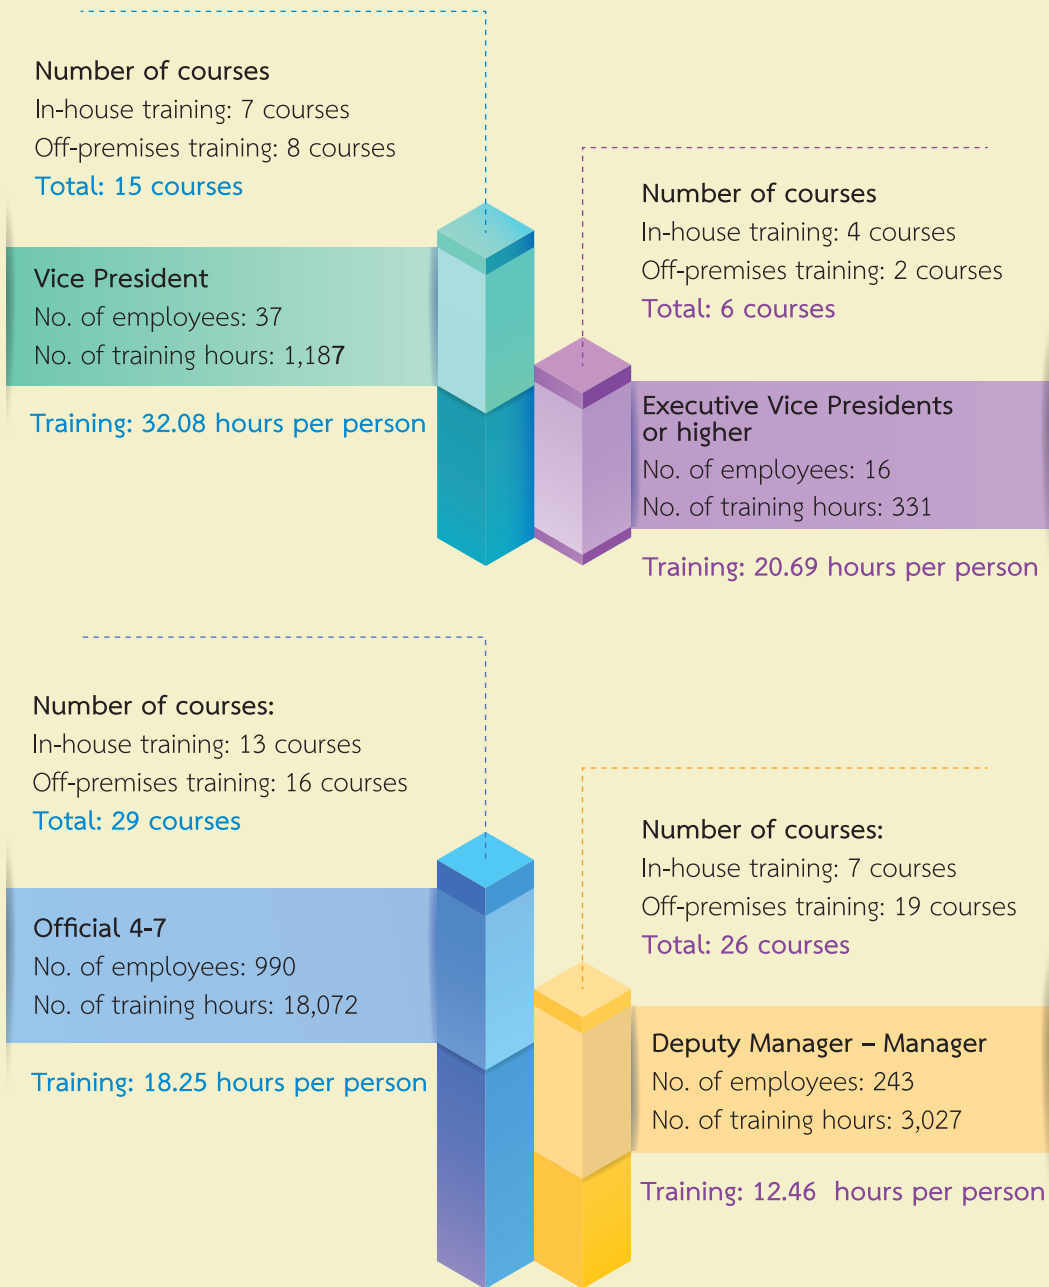 Number of courses
In-house training: 7 courses
Off-premises training: 8 courses
Total: 15 courses
Vice President
No. of employees: 37
No. of training hours: 1,187
Training: 32.08 hours per person
Number of courses
In-house training: 4 courses
Off-premises training: 2 courses
Total: 6 courses
Executive Vice Presidents
or higher
No. of employees: 16
No. of training hours: 331
Training: 20.69 hours per person
Number of courses:
In-house training: 13 courses
Off-premises training: 16 courses
Total: 29 courses
Official 4-7
No. of employees: 990
No. of training hours: 18,072
Training: 18.25 hours per person
Number of courses:
In-house training: 7 courses
Off-premises training: 19 courses
Total: 26 courses
Deputy Manager – Manager
No. of employees: 243
No. of training hours: 3,027
Training: 12.46 hours per person